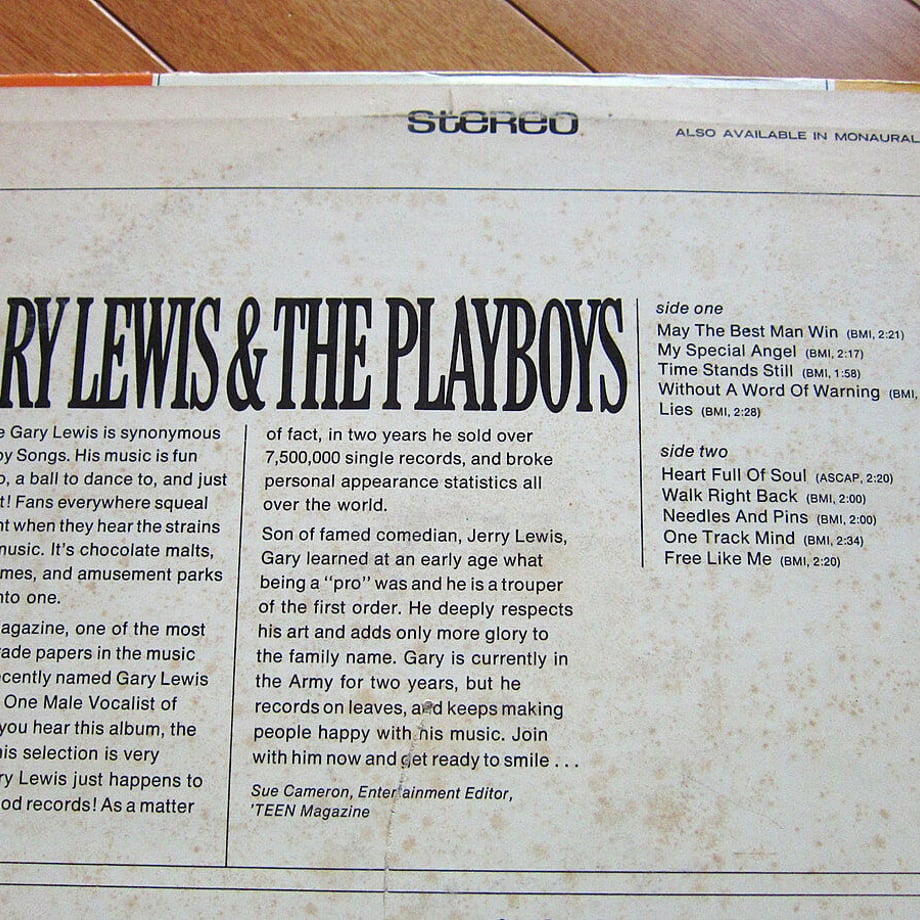 stereo
ALSO AVAILABLE IN MONAURAL
RY LEWIS & THE PLAYBOYS
Gary Lewis is synonymous
Songs. His music is fun
a ball to dance to, and just
Fans everywhere squeal
when they hear the strains
music. It's chocolate malts,
and amusement parks
one.
one of the most
papers in the music
named Gary Lewis
One Male Vocalist of
you hear this album, the
selection is very
Lewis just happens to
records! As a matter
of fact, in two years he sold over
7,500,000 single records, and broke
personal appearance statistics all
over the world.
Son of famed comedian, Jerry Lewis,
Gary learned at an early age what
being a "pro" was and he is a trouper
of the first order. He deeply respects
his art and adds only more glory to
the family name. Gary is currently in
the Army for two years, but he
records on leaves, and keeps making
people happy with his music. Join
with him now and get ready to smile . . .
Sue Cameron, Entertainment Editor,
'TEEN Magazine
side one
May The Best Man Win (BMI, 2:21)
My Special Angel (BMI, 2:17)
Time Stands Still (BMI, 1:58)
Without A Word Of Warning (BMI,
Lies (BMI, 2:28)
side two
Heart Full Of Soul (ASCAP, 2:20)
Walk Right Back (BMI, 2:00)
Needles And Pins (BMI, 2:00)
One Track Mind (BMI, 2:34)
Free Like Me (BMI, 2:20)